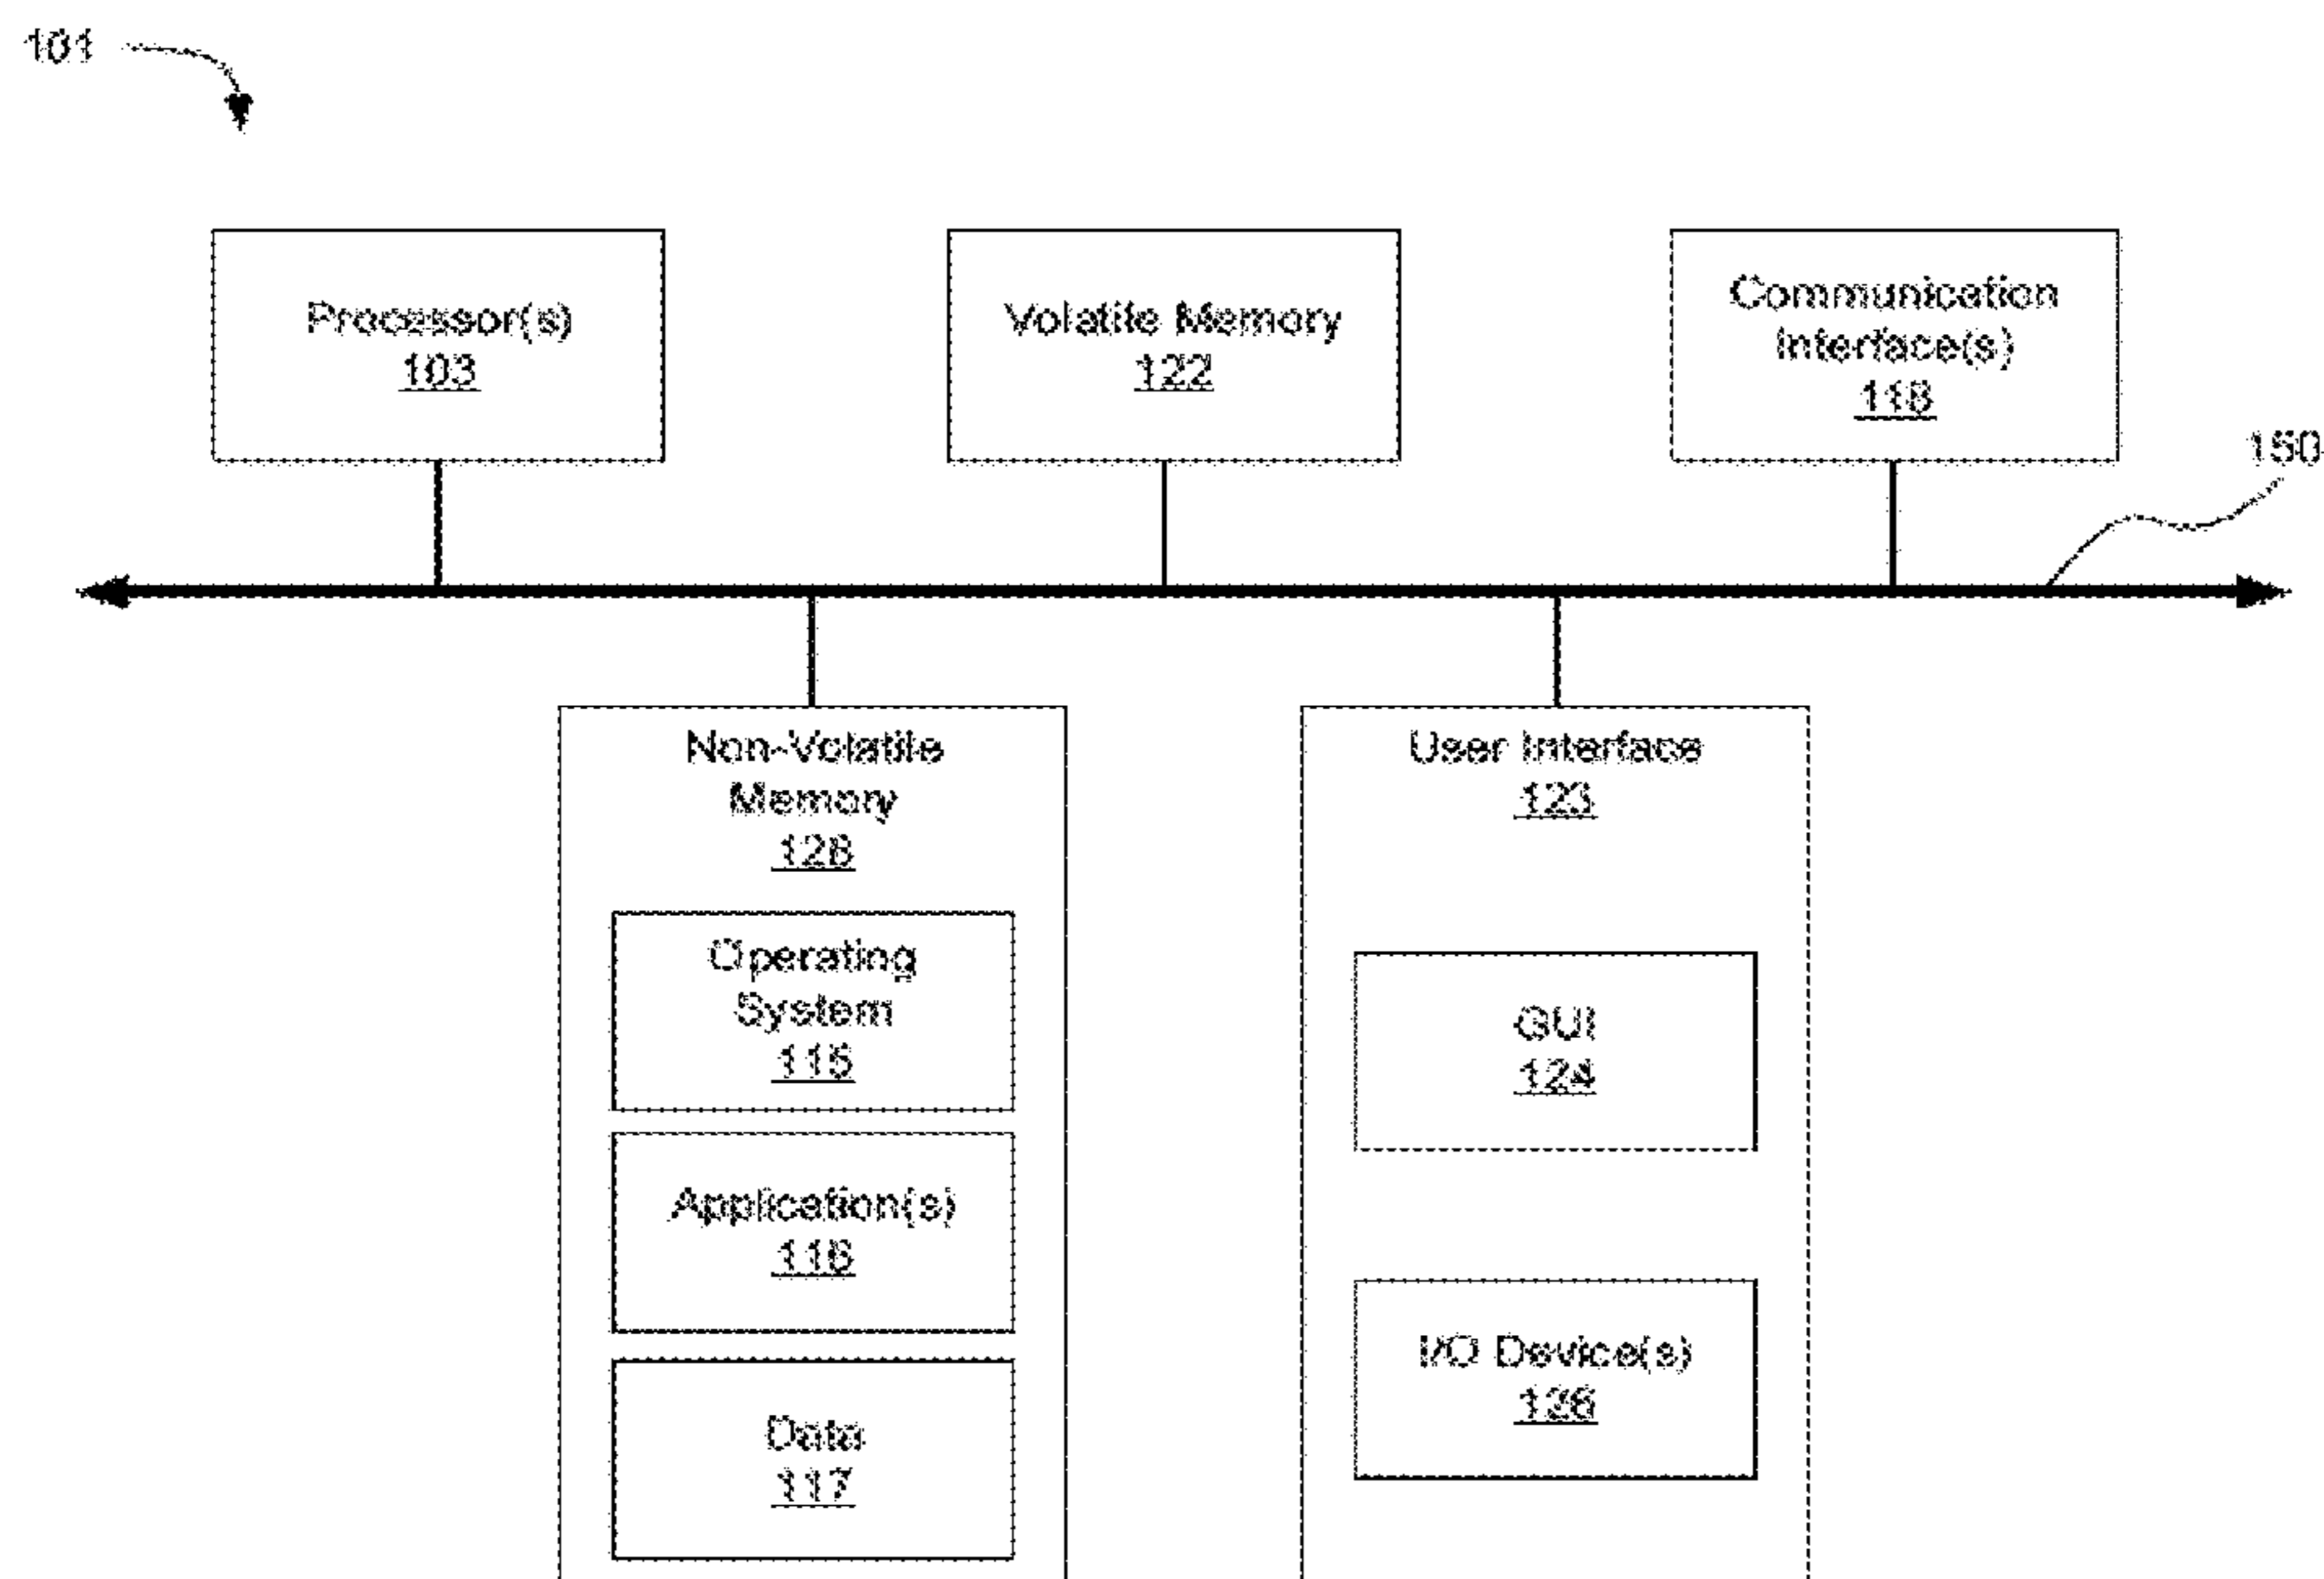 101
Processor(s)
103
Volatile Memory
122
Communication
Interface(s)
118
150
Non-Volatile
Memory
128
Operating
System
115
Application(s)
116
Data
117
User Interface
123
GUI
124
I/O Device(s)
126